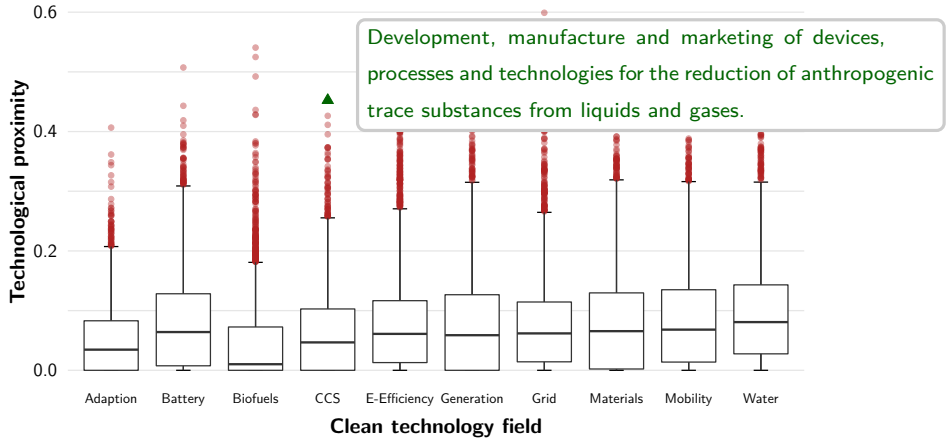 0.6
Development, manufacture and marketing of devices,
processes and technologies for the reduction of anthropogenic
trace substances from liquids and gases.
0.4
0.2
0.0
Technological proximity
Adaption Battery Biofuels CCS E-Efficiency Generation Grid Materials Mobility Water
Clean technology field